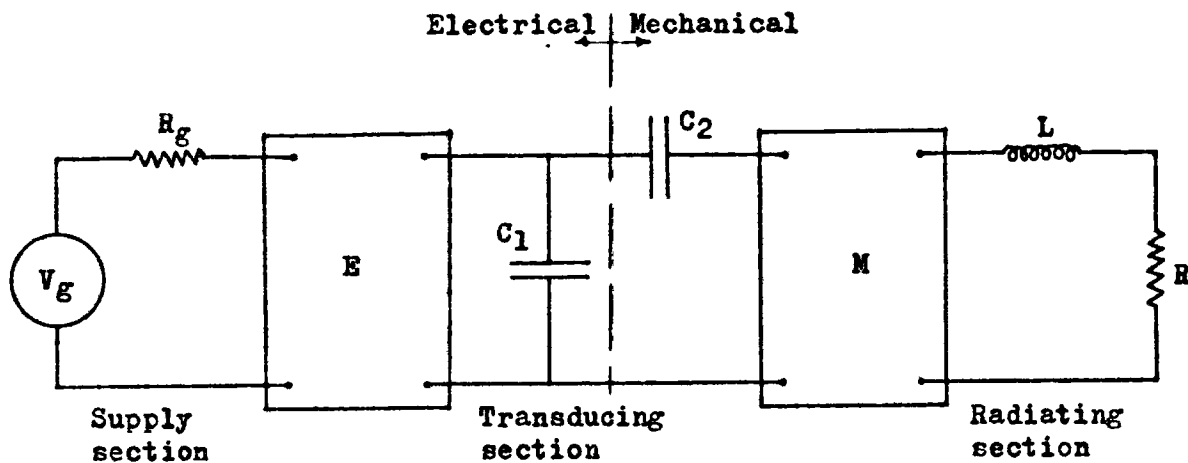 Electrical Mechanical
Rg
C2
L
Vg
E
C1
M
R
Supply
section
Transducing
section
Radiating
section